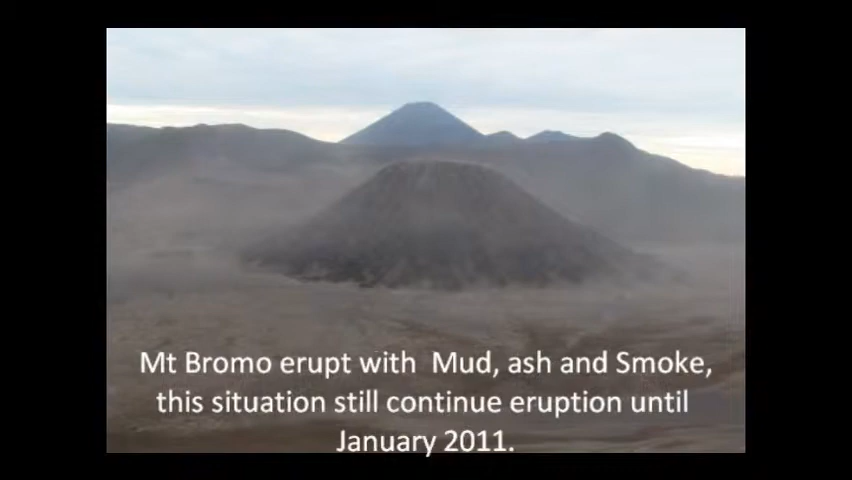 Mt Bromo erupt with Mud, ash and Smoke,
this situation still continue eruption until
January 2011.